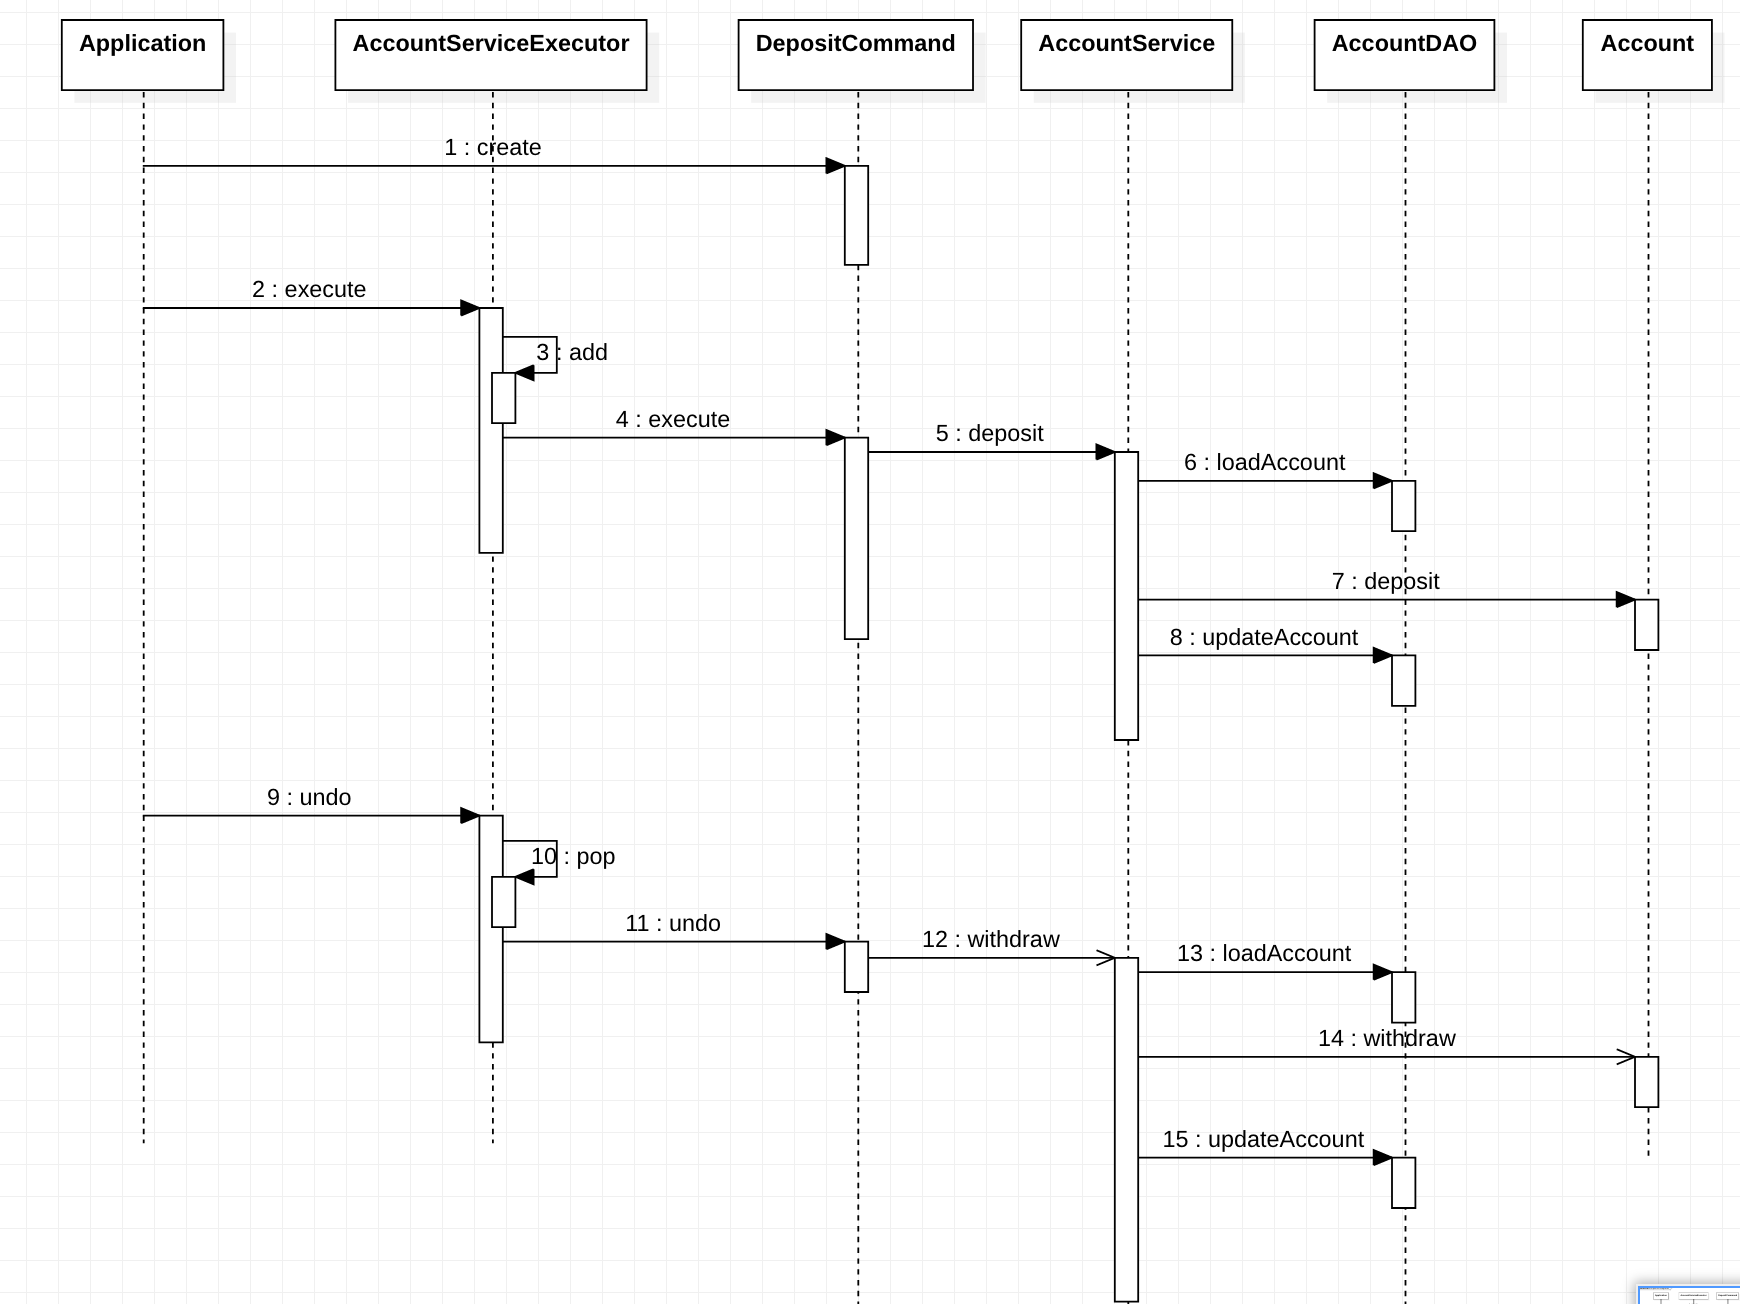 Application
AccountServiceExecutor
DepositCommand
AccountService
AccountDAO
Account
1 : create
2 : execute
3 : add
4 : execute
5 : deposit
6 : loadAccount
7 : deposit
8 : updateAccount
9 : undo
10 : pop
11 : undo
12 : withdraw
13 : loadAccount
14 : withdraw
15 : updateAccount